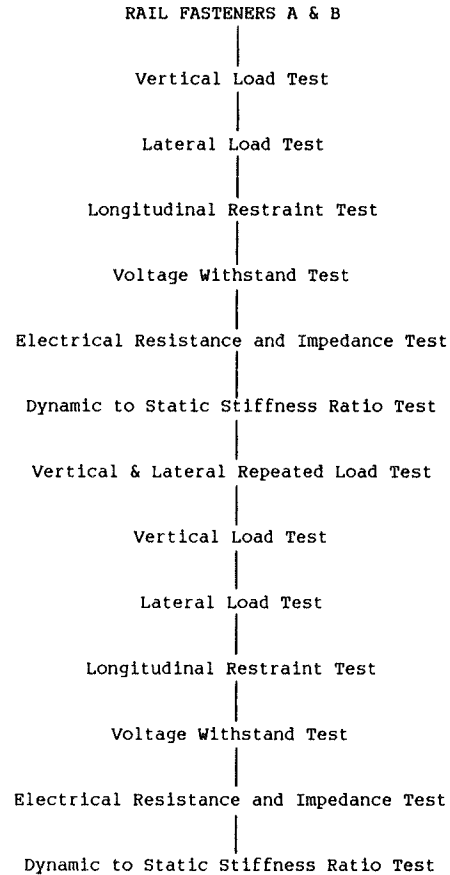 RAIL FASTENERS A & B
Vertical Load Test
Lateral Load Test
Longitudinal Restraint Test
Voltage Withstand Test
Electrical Resistance and Impedance Test
Dynamic to Static Stiffness Ratio Test
Vertical & Lateral Repeated Load Test
Vertical Load Test
Lateral Load Test
Longitudinal Restraint Test
Voltage Withstand Test
Electrical Resistance and Impedance Test
Dynamic to Static Stiffness Ratio Test